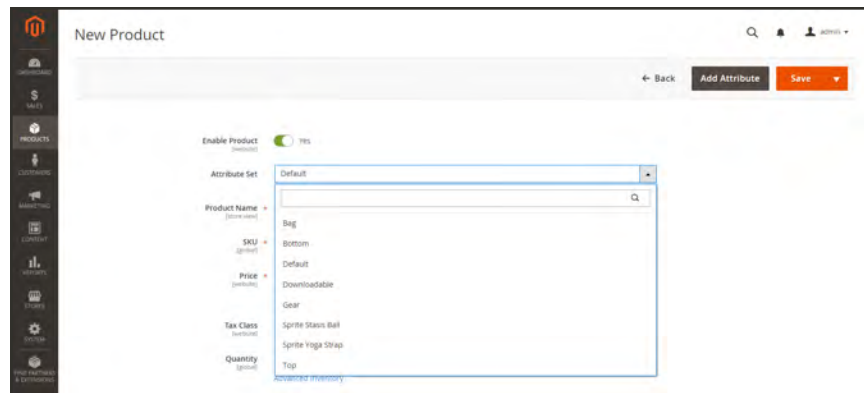 New Product
admin
← Back
Add Attribute
Save
DASHBOARD
SALES
PRODUCTS
CUSTOMERS
MARKETING
CONTENT
REPORTS
STORES
SYSTEM
FIND PARTNERS
& EXTENSIONS
Enable Product
[website]
Yes
Attribute Set
Default
Product Name *
[store view]
SKU *
[global]
Price *
[website]
Tax Class
[website]
Quantity
[global]
Bag
Bottom
Default
Downloadable
Gear
Sprite Stasis Ball
Sprite Yoga Strap
Top
Advanced Inventory